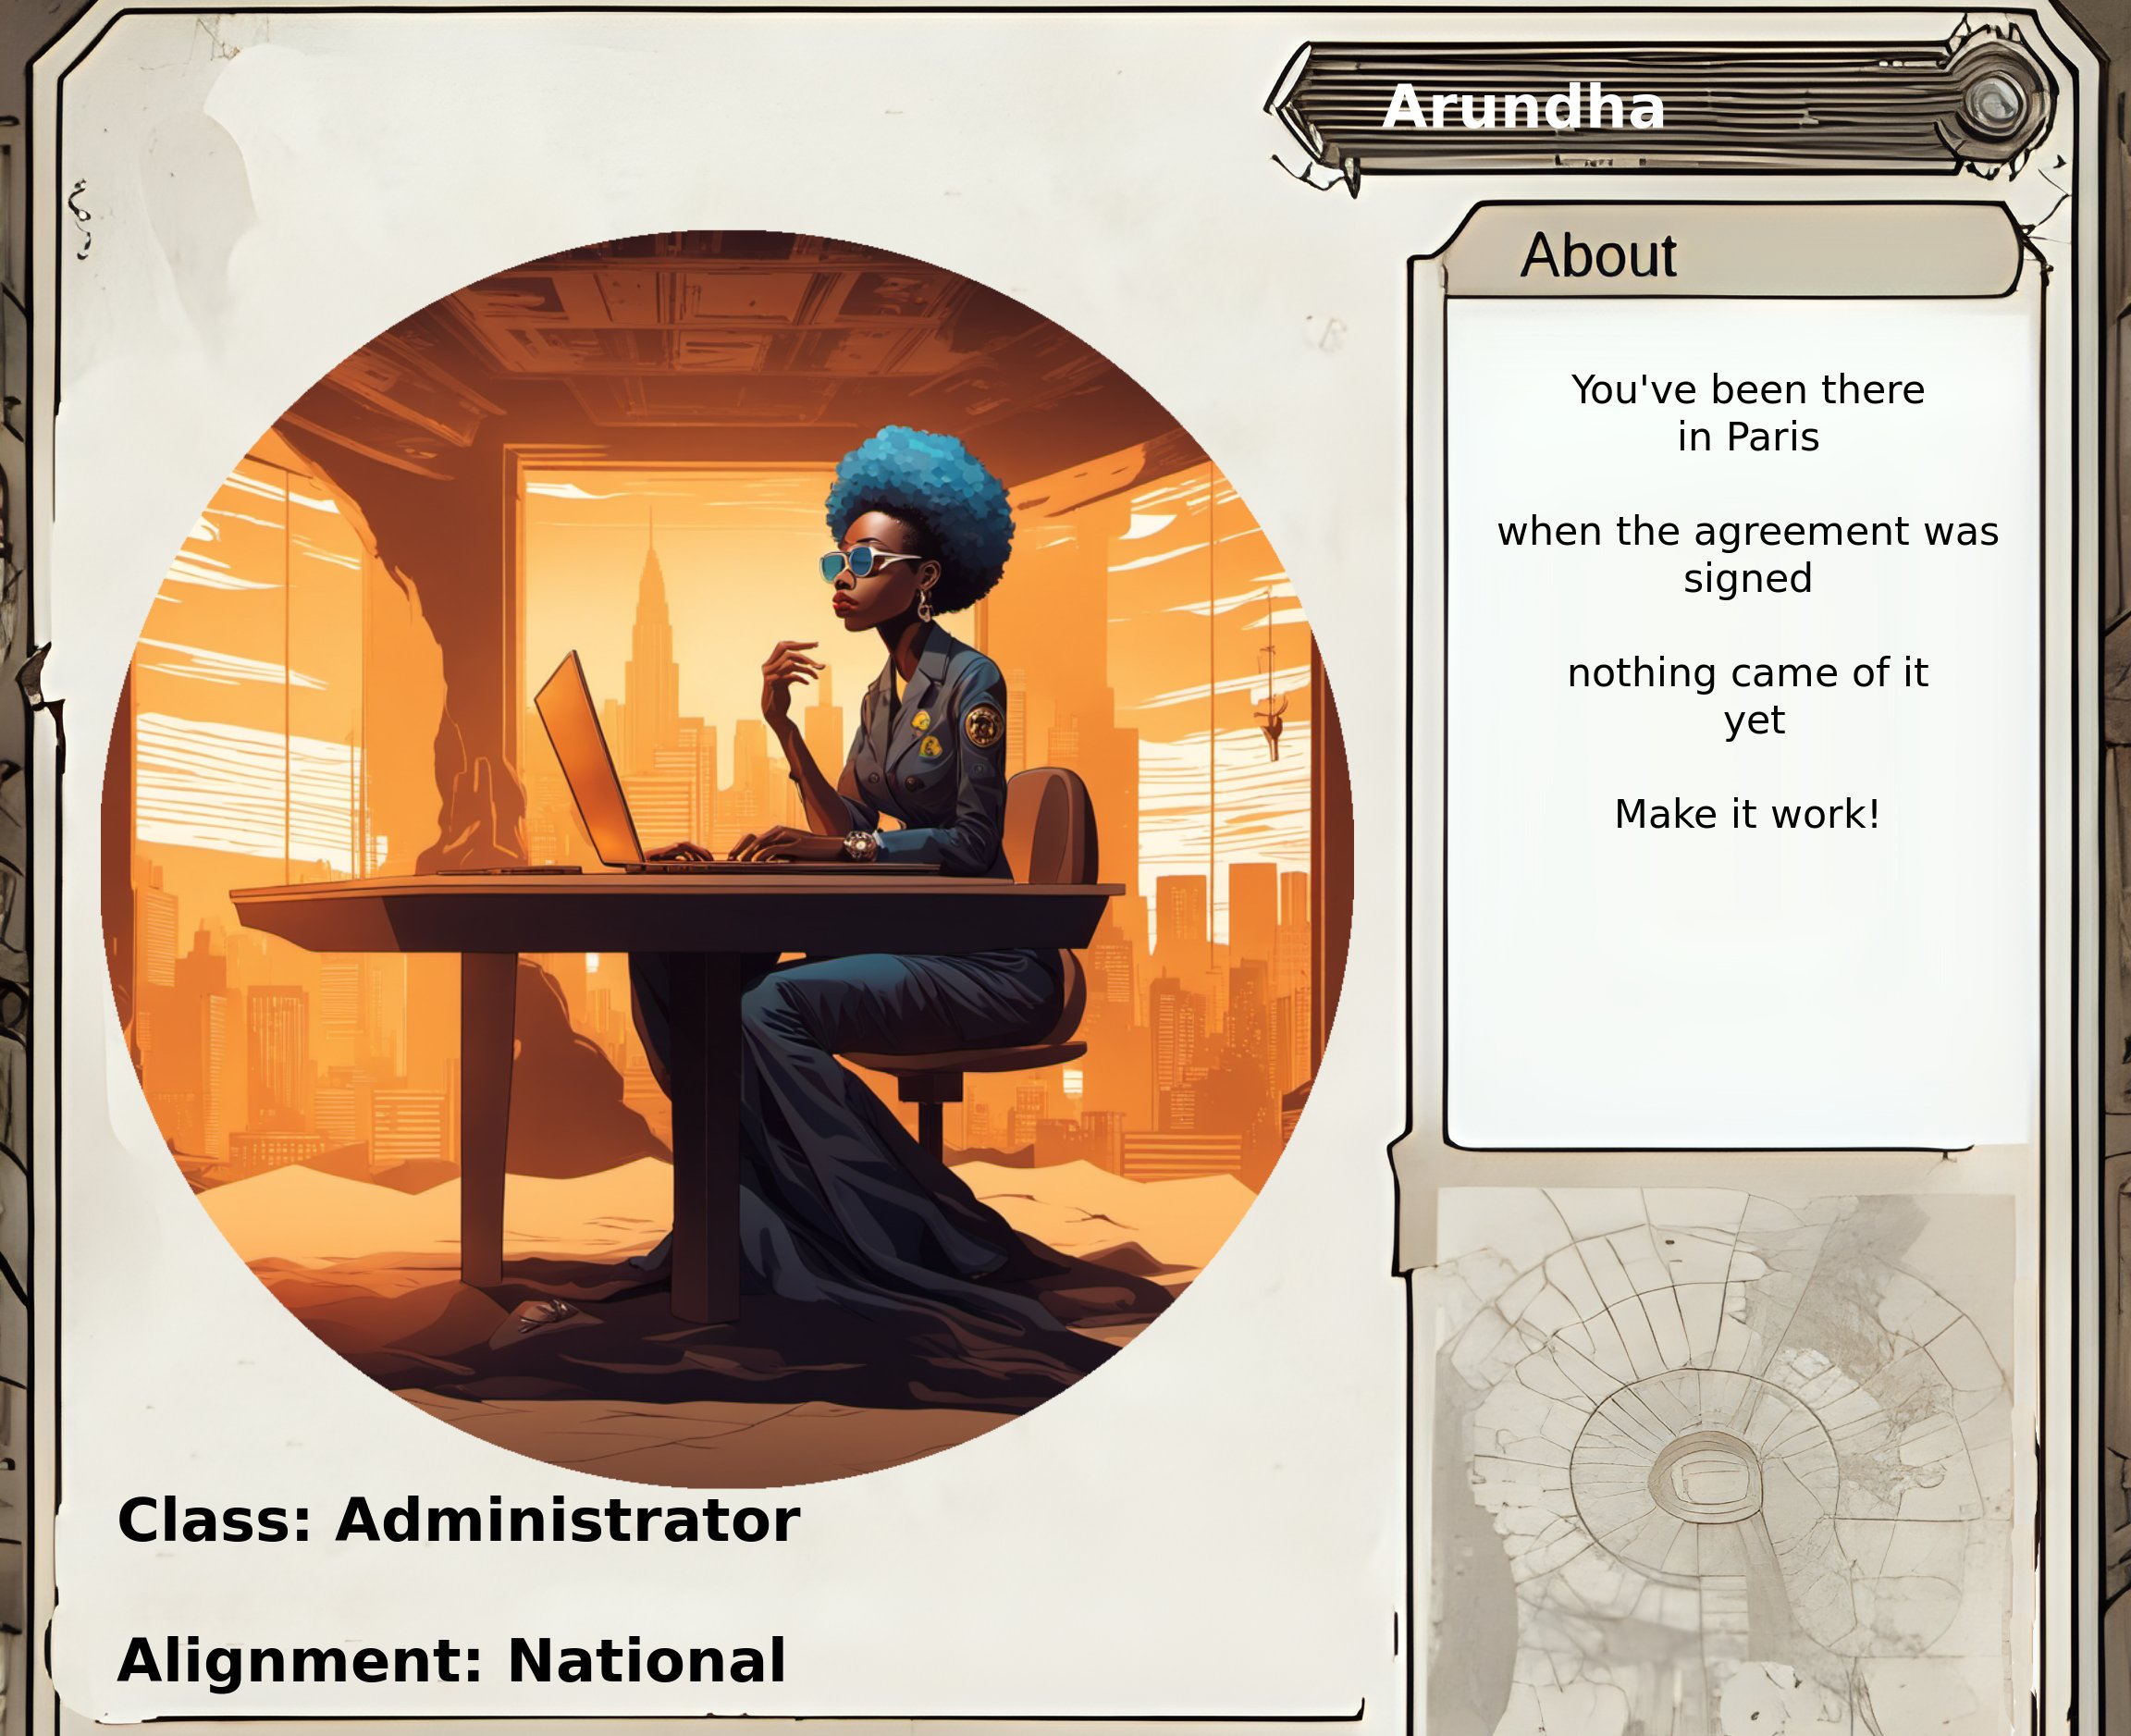 Arundha
About
You've been there
in Paris
when the agreement was
signed
nothing came of it
yet
Make it work!
Class: Administrator
Alignment: National